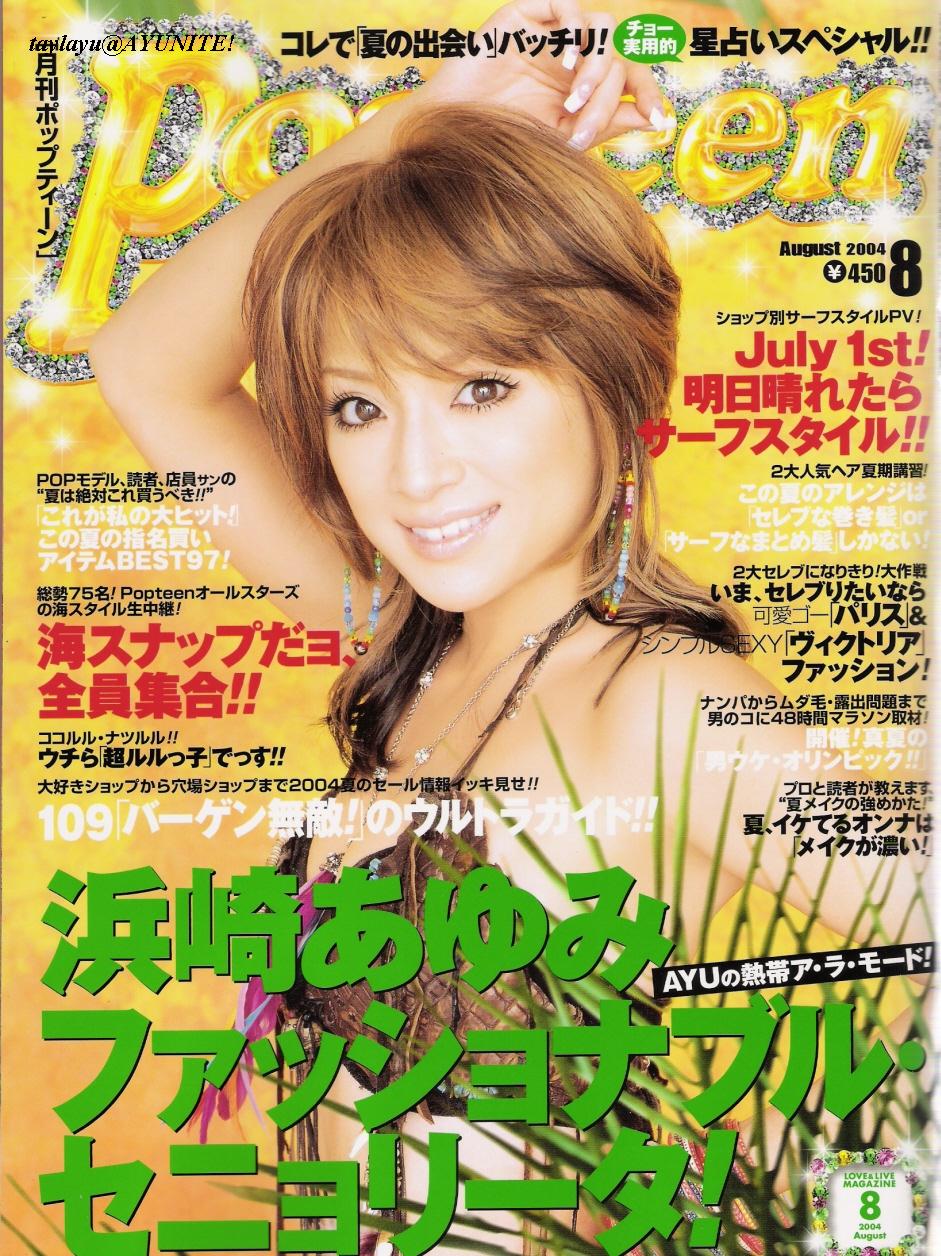 taylayu@AYUNITE!
コレで「夏の出会い」バッチリ!
チョー
実用的
星占いスペシャル!!
月刊ポップティーン]
Popteen
August 2004
¥450 8
ショップ別サーフスタイルPV!
July 1st!
明日晴れたら
サーフスタイル!!
2大人気ヘア夏期講習!
この夏のアレンジは
「セレブな巻き髪」or
「サーフなまとめ髪」しかない!
2大セレブになりきり!大作戦
いま、セレブりたいなら
可愛ゴー「パリス」&
シンプルSEXY「ヴィクトリア」
ファッション!
ナンパからムダ毛・露出問題まで
男のコに48時間マラソン取材!
開催!真夏の
「男ウケ・オリンピック!!」
プロと読者が教えます、
“夏メイクの強めかた!”
夏、イケてるオンナは
「メイクが濃い!」
POPモデル、読者、店員サンの
“夏は絶対これ買うべき!!”
「これが私の大ヒット!」
この夏の指名買い
アイテムBEST97!
総勢75名! Popteenオールスターズ
の海スタイル生中継!
海スナップだョ、
全員集合!!
ココルル・ナツルル!!
ウチら「超ルルっ子」でっす!!
大好きショップから穴場ショップまで2004夏のセール情報イッキ見せ!!
109「バーゲン無敵!」のウルトラガイド!!
浜崎あゆみ
AYUの熱帯ア・ラ・モード!
ファッショナブル・
セニョリータ!
LOVE&LIVE
MAGAZINE
8
2004
August